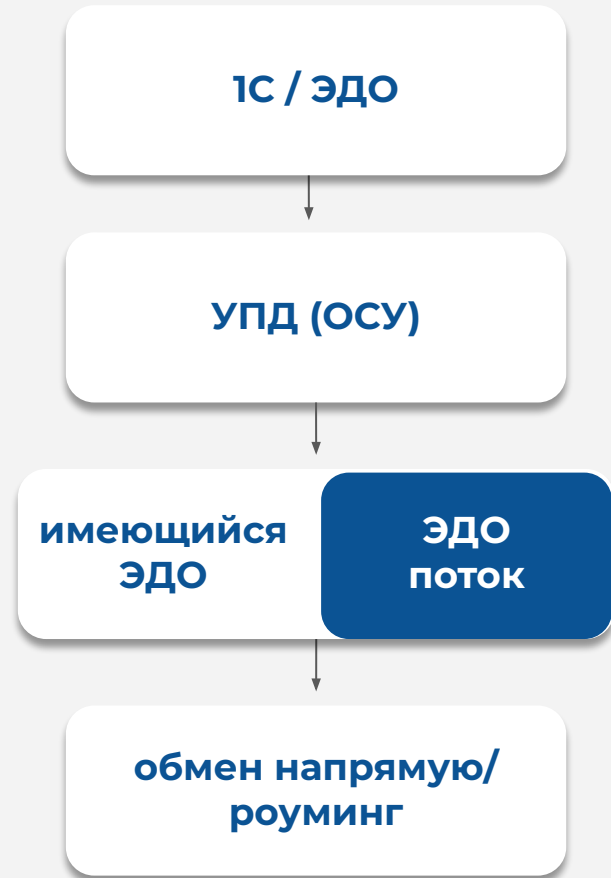 1С / ЭДО
УПД (ОСУ)
имеющийся
ЭДО
ЭДО
поток
обмен напрямую/
роуминг